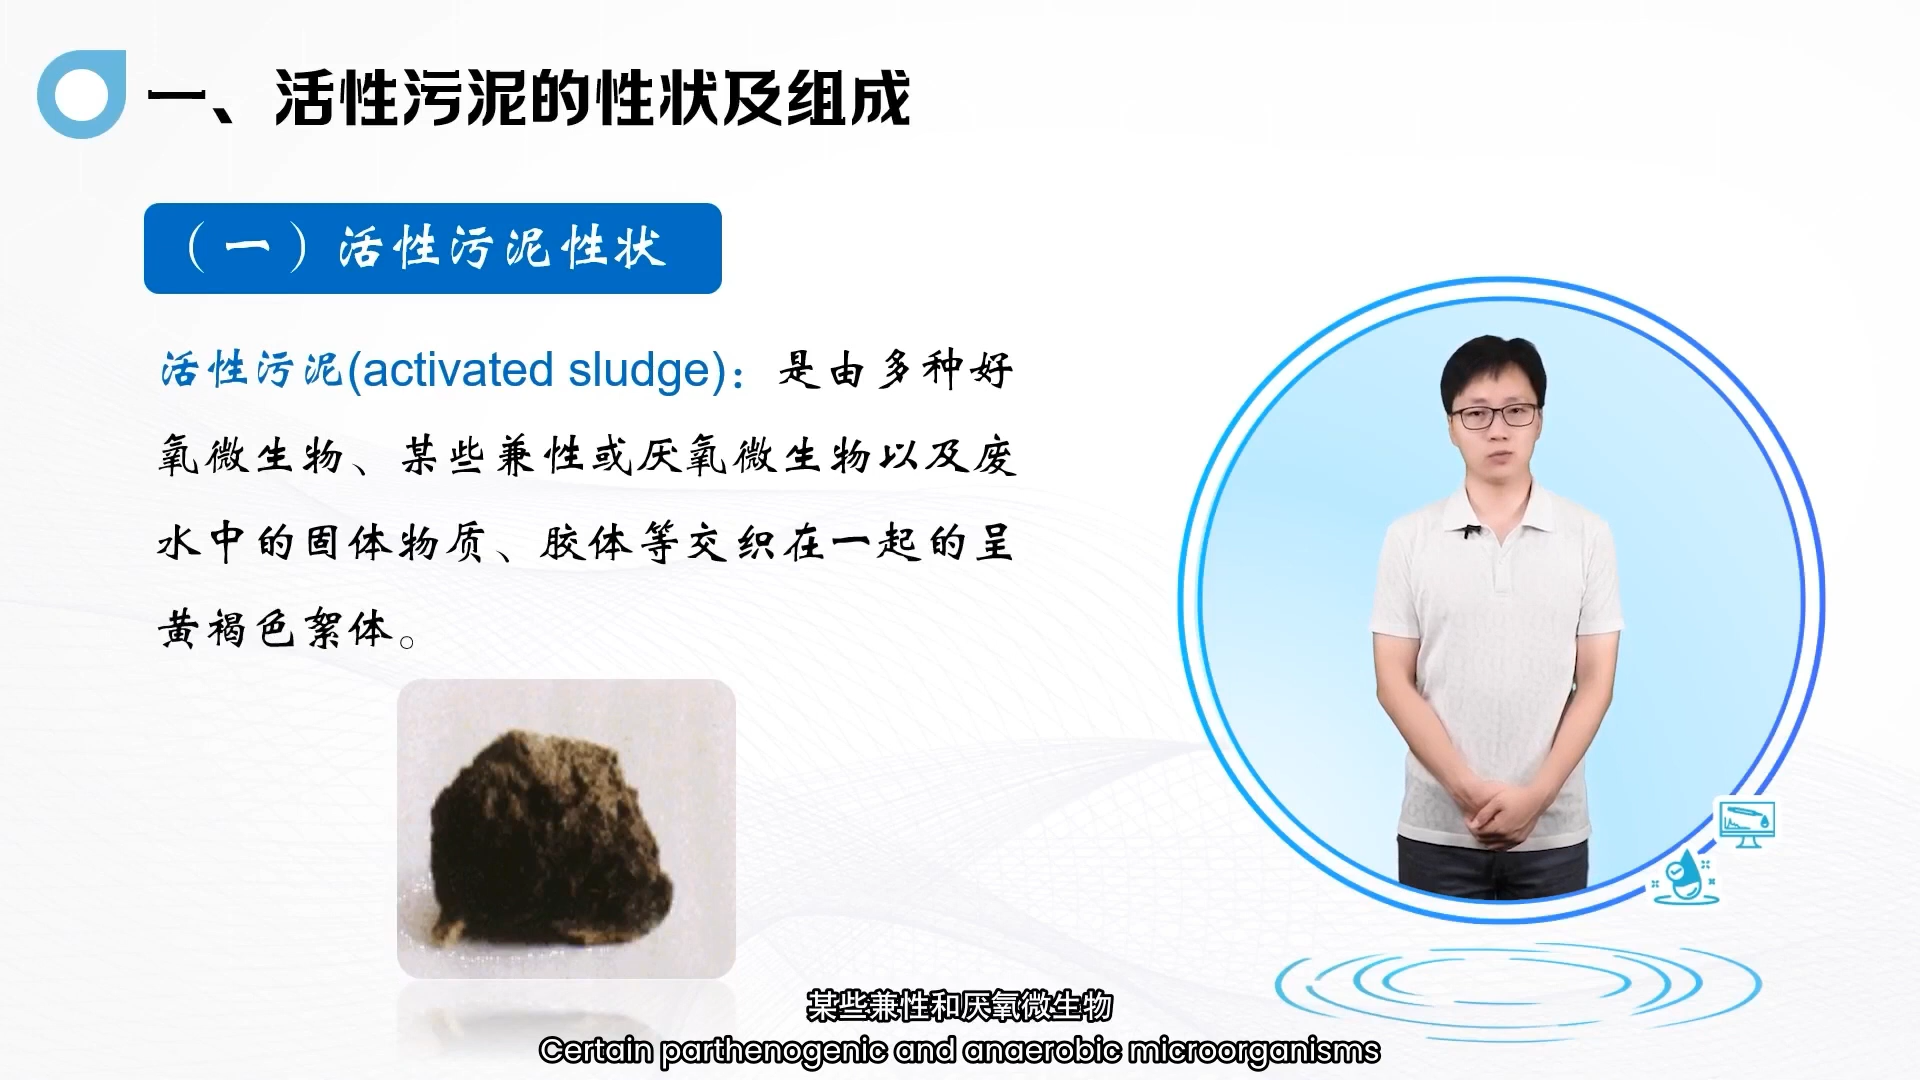 一、活性污泥的性状及组成
（一）活性污泥性状
活性污泥(activated sludge)：是由多种好
氧微生物、某些兼性或厌氧微生物以及废
水中的固体物质、胶体等交织在一起的呈
黄褐色絮体。
某些兼性和厌氧微生物
Certain parthenogenic and anaerobic microorganisms